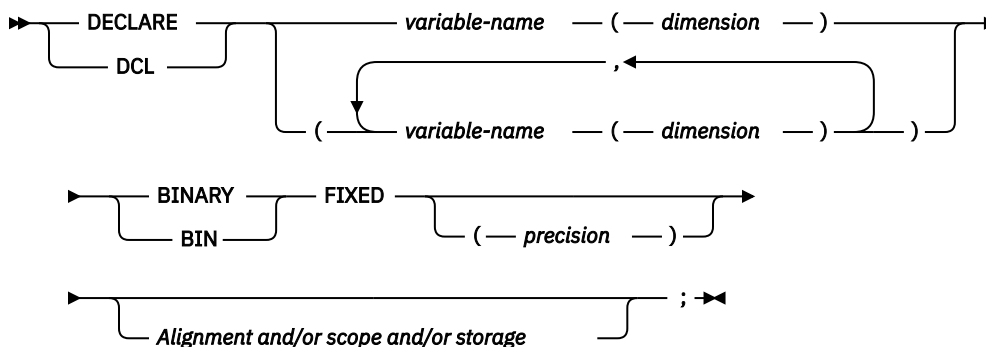 DECLARE variable-name ( dimension )
DCL ,
( variable-name ( dimension ) )
BINARY FIXED
BIN ( precision )
;
Alignment and/or scope and/or storage